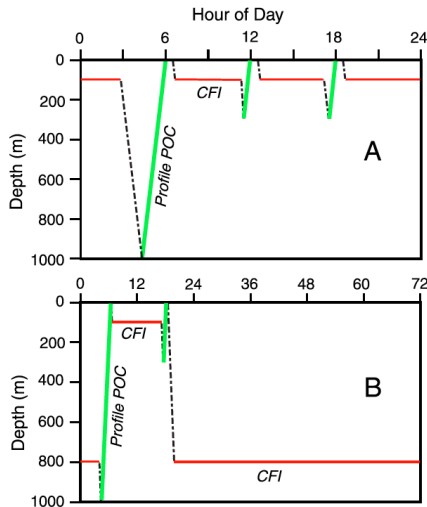 Hour of Day
0 6 12 18 24
0
200
400
600
800
1000
Depth (m)
CFI
Profile POC
A
0 12 24 36 48 60 72
0
200
400
600
800
1000
Depth (m)
CFI
Profile POC
B
CFI